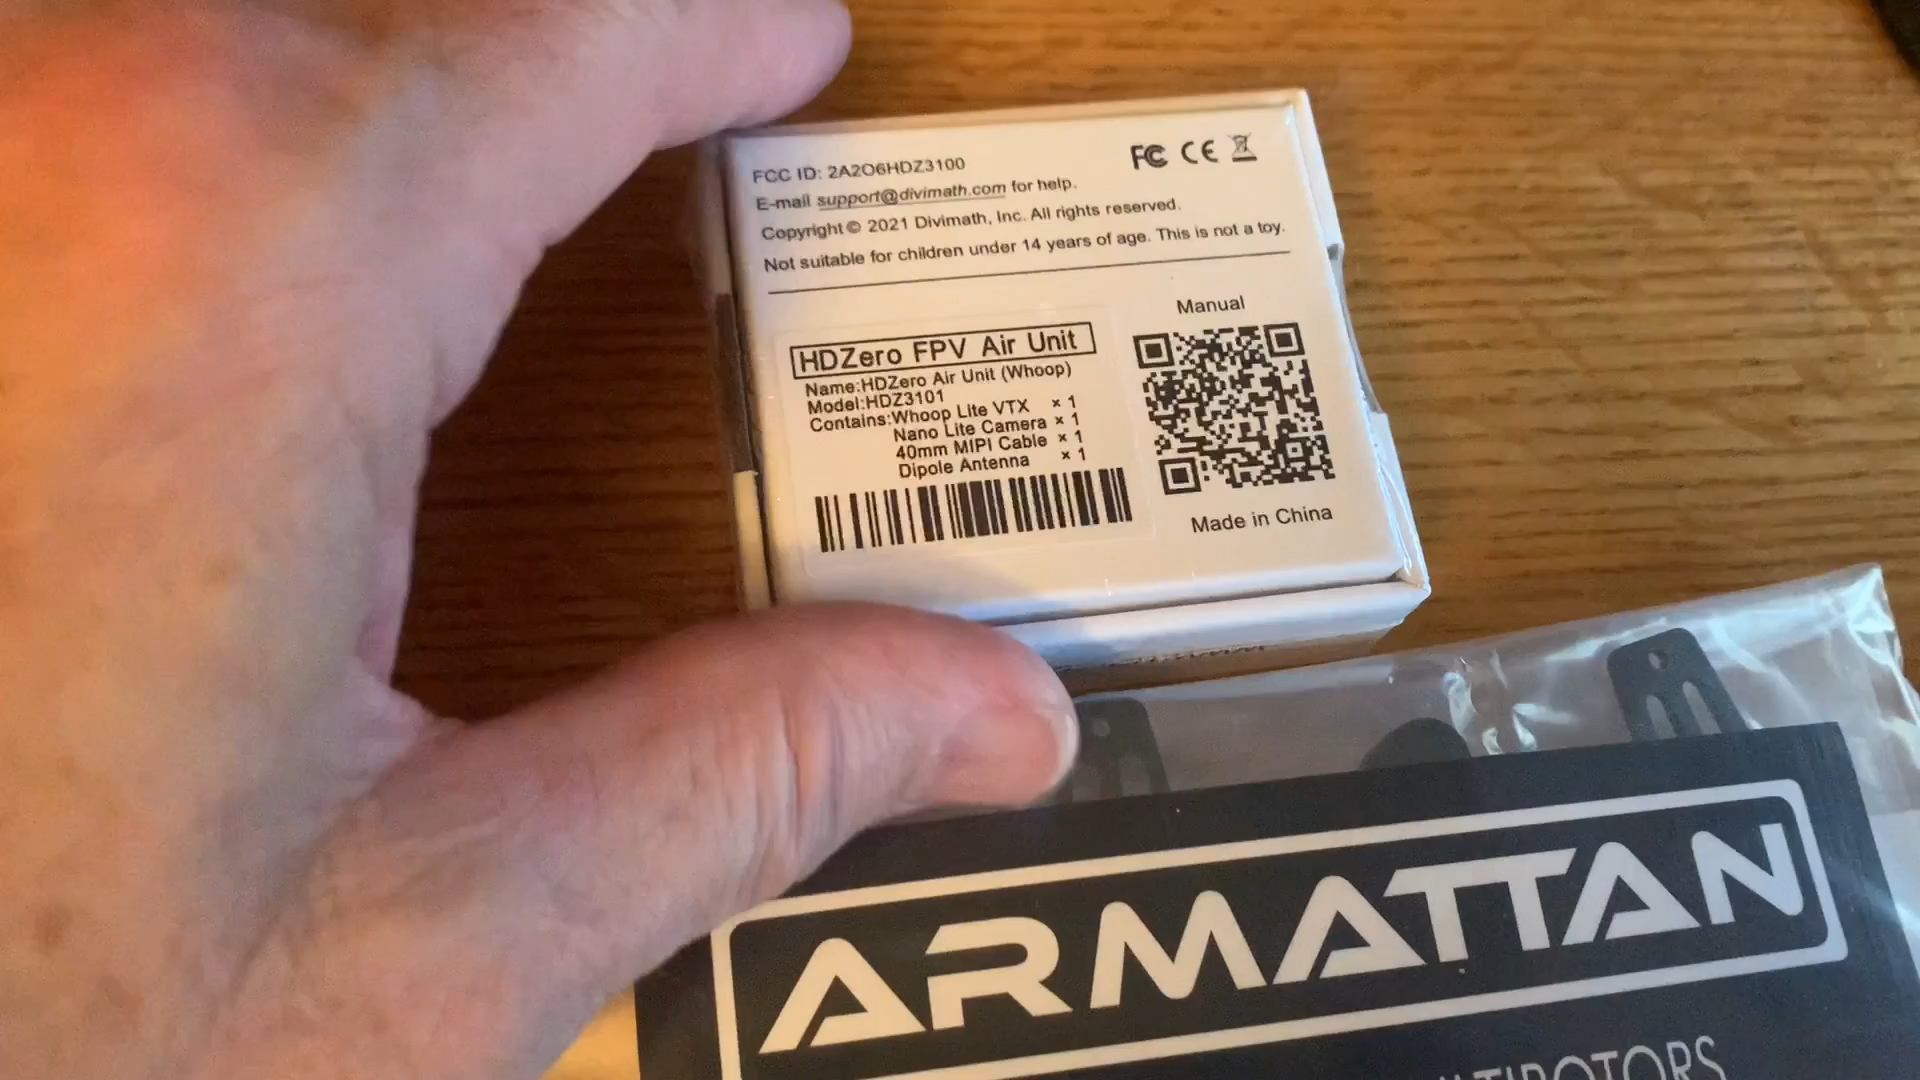 FCC ID: 2A2O6HDZ3100
FC CE
E-mail support@divimath.com for help.
Copyright © 2021 Divimath, Inc. All rights reserved.
Not suitable for children under 14 years of age. This is not a toy.
HDZero FPV Air Unit
Name:HDZero Air Unit (Whoop)
Model:HDZ3101
Contains:Whoop Lite VTX × 1
Nano Lite Camera × 1
40mm MIPI Cable × 1
Dipole Antenna × 1
Manual
Made in China
ARMATTAN